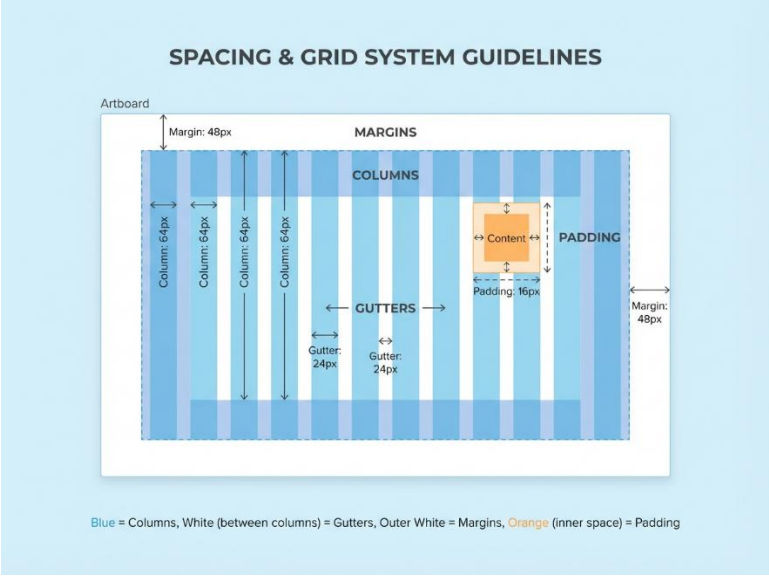 SPACING & GRID SYSTEM GUIDELINES
Artboard
Margin: 48px
MARGINS
COLUMNS
Column: 64px
Column: 64px
Column: 64px
Column: 64px
Content
PADDING
Padding: 16px
GUTTERS
Margin:
48px
Gutter:
24px
Gutter:
24px
Blue = Columns, White (between columns) = Gutters, Outer White = Margins, Orange (inner space) = Padding